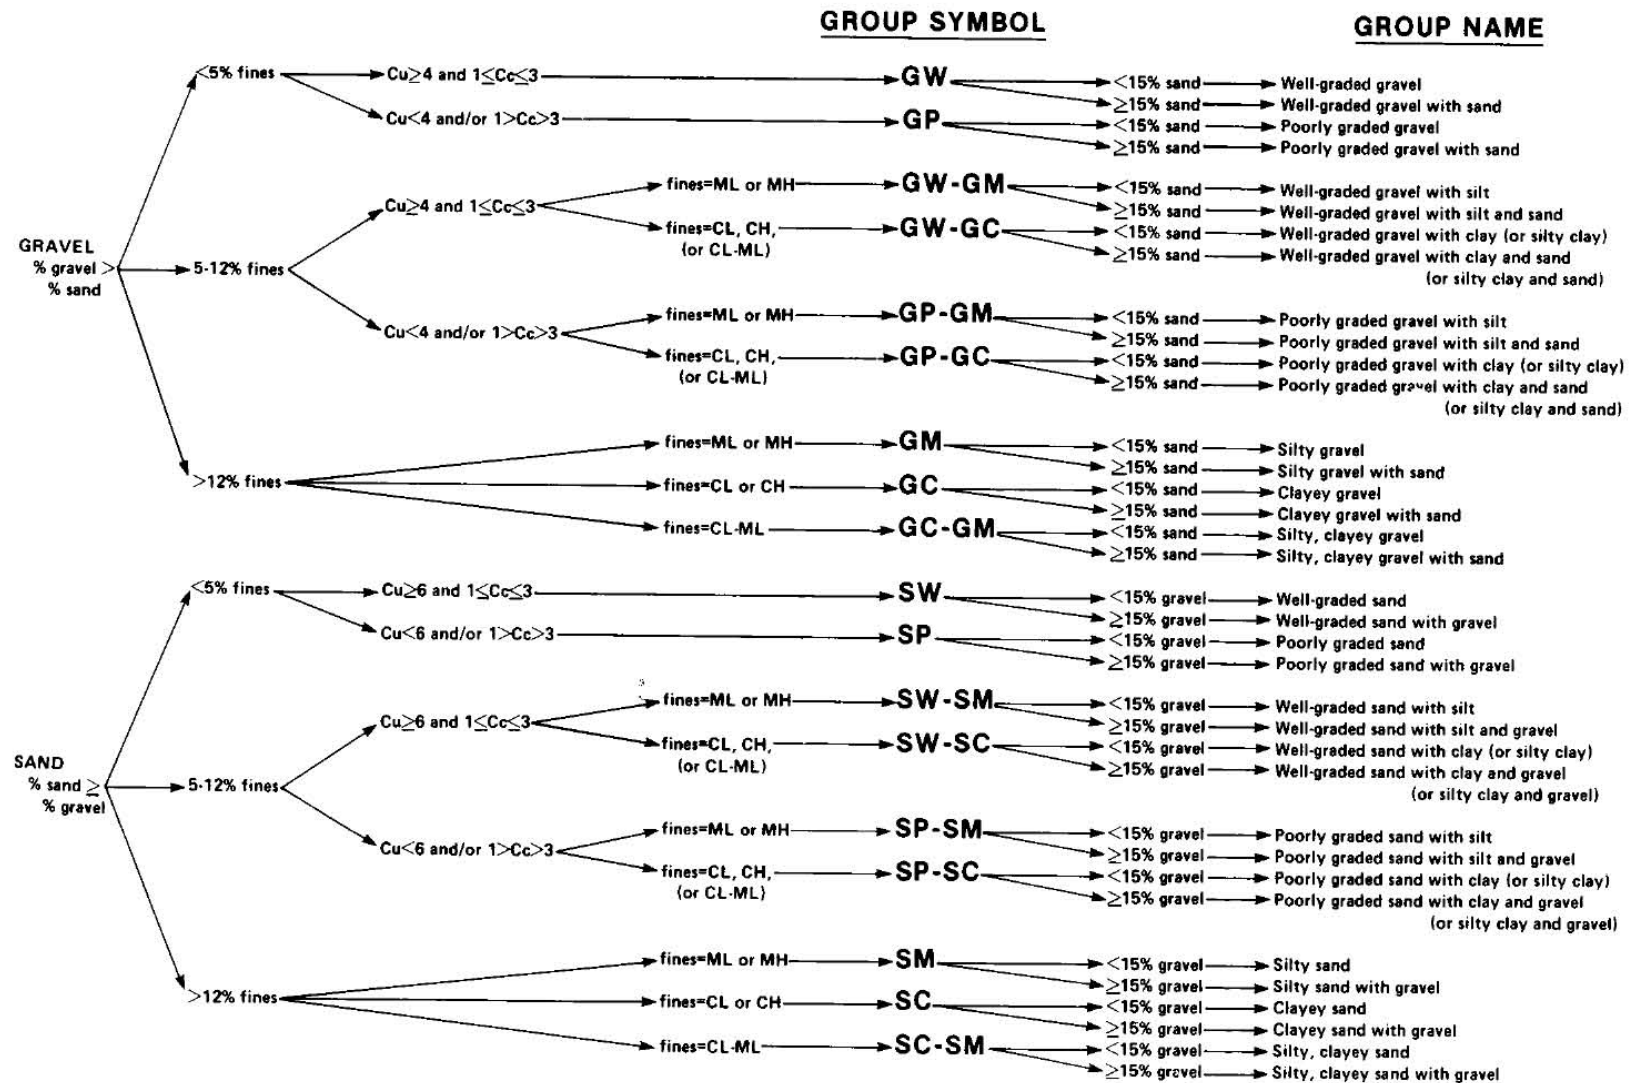 GROUP SYMBOL GROUP NAME
<5% fines Cu≥4 and 1≤Cc≤3 GW <15% sand Well-graded gravel
≥15% sand Well-graded gravel with sand
Cu<4 and/or 1>Cc>3 GP <15% sand Poorly graded gravel
≥15% sand Poorly graded gravel with sand
fines=ML or MH GW-GM <15% sand Well-graded gravel with silt
Cu≥4 and 1≤Cc≤3 ≥15% sand Well-graded gravel with silt and sand
fines=CL, CH, GW-GC <15% sand Well-graded gravel with clay (or silty clay)
(or CL-ML) ≥15% sand Well-graded gravel with clay and sand
(or silty clay and sand)
GRAVEL
% gravel > 5-12% fines
% sand
fines=ML or MH GP-GM <15% sand Poorly graded gravel with silt
Cu<4 and/or 1>Cc>3 ≥15% sand Poorly graded gravel with silt and sand
fines=CL, CH, GP-GC <15% sand Poorly graded gravel with clay (or silty clay)
(or CL-ML) ≥15% sand Poorly graded gravel with clay and sand
(or silty clay and sand)
fines=ML or MH GM <15% sand Silty gravel
≥15% sand Silty gravel with sand
>12% fines fines=CL or CH GC <15% sand Clayey gravel
≥15% sand Clayey gravel with sand
fines=CL-ML GC-GM <15% sand Silty, clayey gravel
≥15% sand Silty, clayey gravel with sand
<5% fines Cu≥6 and 1≤Cc≤3 SW <15% gravel Well-graded sand
≥15% gravel Well-graded sand with gravel
Cu<6 and/or 1>Cc>3 SP <15% gravel Poorly graded sand
≥15% gravel Poorly graded sand with gravel
fines=ML or MH SW-SM <15% gravel Well-graded sand with silt
Cu≥6 and 1≤Cc≤3 ≥15% gravel Well-graded sand with silt and gravel
fines=CL, CH, SW-SC <15% gravel Well-graded sand with clay (or silty clay)
(or CL-ML) ≥15% gravel Well-graded sand with clay and gravel
(or silty clay and gravel)
SAND
% sand ≥ 5-12% fines
% gravel
fines=ML or MH SP-SM <15% gravel Poorly graded sand with silt
Cu<6 and/or 1>Cc>3 ≥15% gravel Poorly graded sand with silt and gravel
fines=CL, CH, SP-SC <15% gravel Poorly graded sand with clay (or silty clay)
(or CL-ML) ≥15% gravel Poorly graded sand with clay and gravel
(or silty clay and gravel)
fines=ML or MH SM <15% gravel Silty sand
≥15% gravel Silty sand with gravel
>12% fines fines=CL or CH SC <15% gravel Clayey sand
≥15% gravel Clayey sand with gravel
fines=CL-ML SC-SM <15% gravel Silty, clayey sand
≥15% gravel Silty, clayey sand with gravel